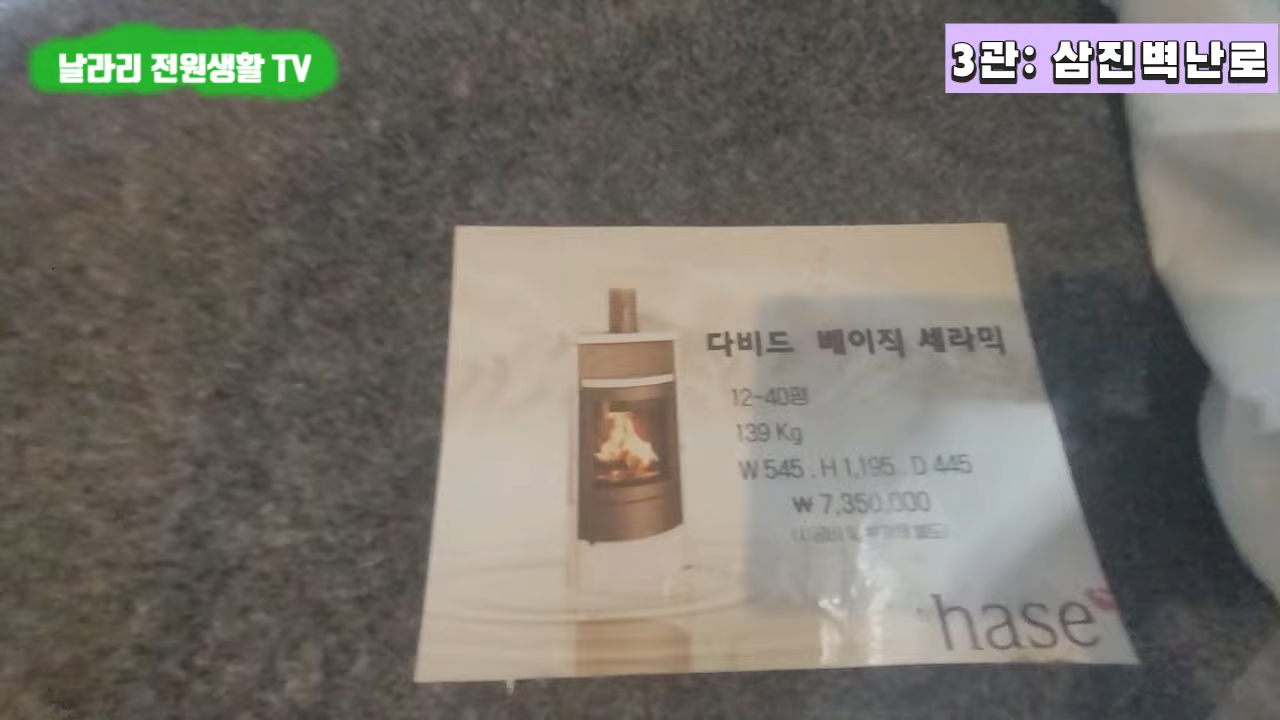 날라리 전원생활 TV
3관: 삼진벽난로
다비드 베이직 세라믹
12-40평
139 Kg
W 545 . H 1,195 . D 445
₩ 7,350,000
hase